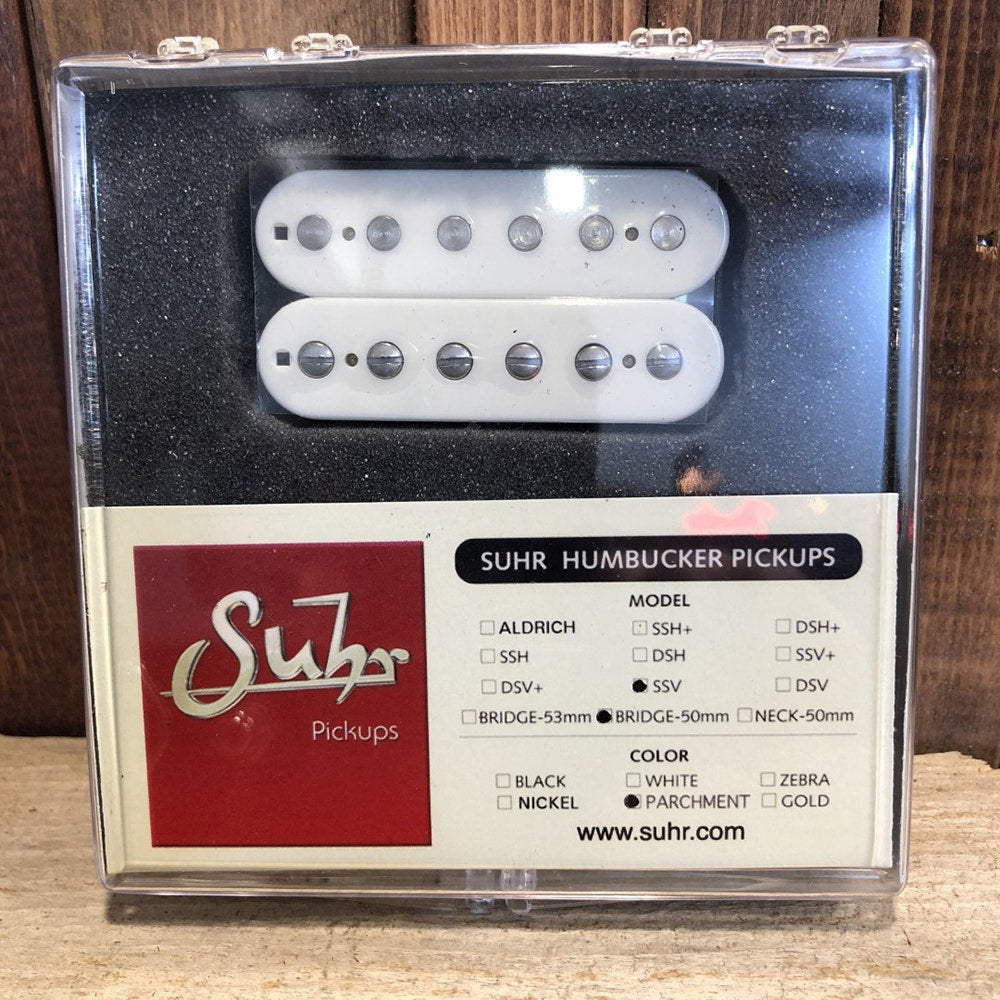 Suhr
Pickups
SUHR HUMBUCKER PICKUPS
MODEL
ALDRICH SSH+ DSH+
SSH DSH SSV+
DSV+ SSV DSV
BRIDGE-53mm BRIDGE-50mm NECK-50mm
COLOR
BLACK WHITE ZEBRA
NICKEL PARCHMENT GOLD
www.suhr.com